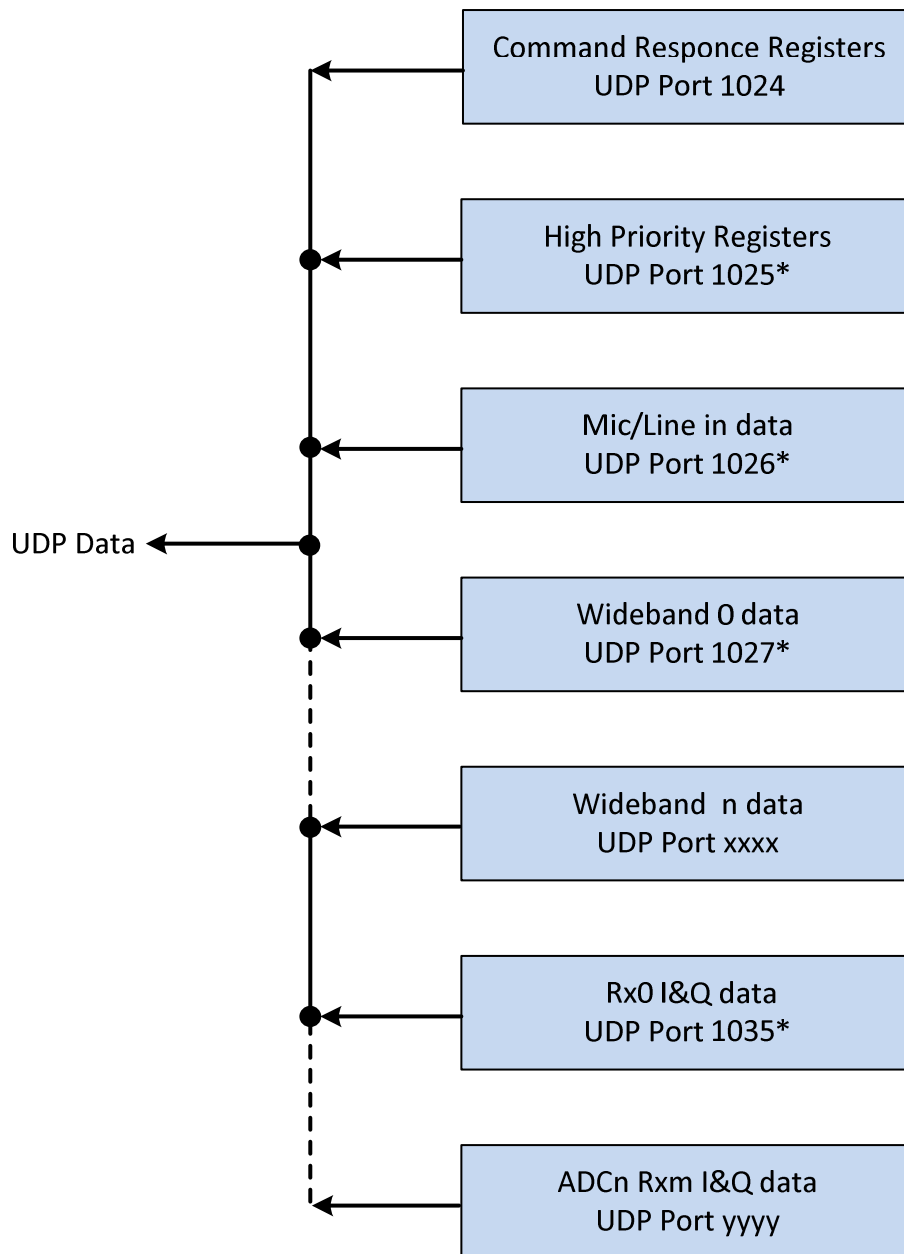 Command Responce Registers
UDP Port 1024
High Priority Registers
UDP Port 1025*
Mic/Line in data
UDP Port 1026*
UDP Data
Wideband 0 data
UDP Port 1027*
Wideband  n data
UDP Port xxxx
Rx0 I&Q data
UDP Port 1035*
ADCn Rxm I&Q data
UDP Port yyyy